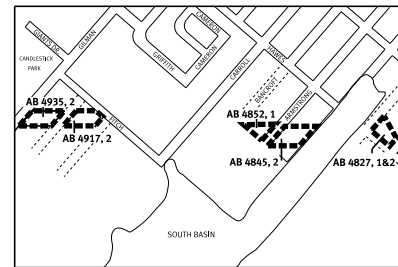 GIANTS DR.
GILMAN
CAMERON
CANDLESTICK
PARK
GRIFFITH
CAMERON
CARROLL
HAWES
BANCROFT
ARMSTRONG
AB 4935, 2
FITCH
AB 4917, 2
AB 4852, 1
AB 4845, 2
AB 4827, 1&2
SOUTH BASIN